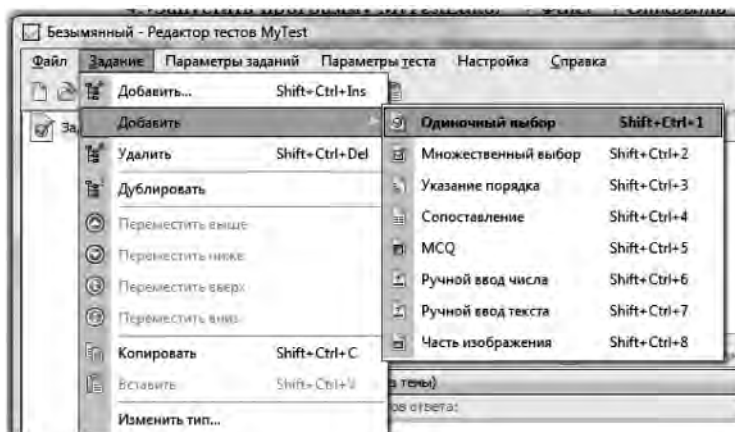 Безымянный - Редактор тестов MyTest
Файл Задание Параметры заданий Параметры теста Настройка Справка
Добавить... Shift+Ctrl+Ins
Добавить
Удалить Shift+Ctrl+Del
Дублировать
Переместить выше
Переместить ниже
Переместить вверх
Переместить вниз
Копировать Shift+Ctrl+C
Вставить Shift+Ctrl+V
Изменить тип...
Одиночный выбор Shift+Ctrl+1
Множественный выбор Shift+Ctrl+2
Указание порядка Shift+Ctrl+3
Сопоставление Shift+Ctrl+4
MCQ Shift+Ctrl+5
Ручной ввод числа Shift+Ctrl+6
Ручной ввод текста Shift+Ctrl+7
Часть изображения Shift+Ctrl+8
темы)
ответа: